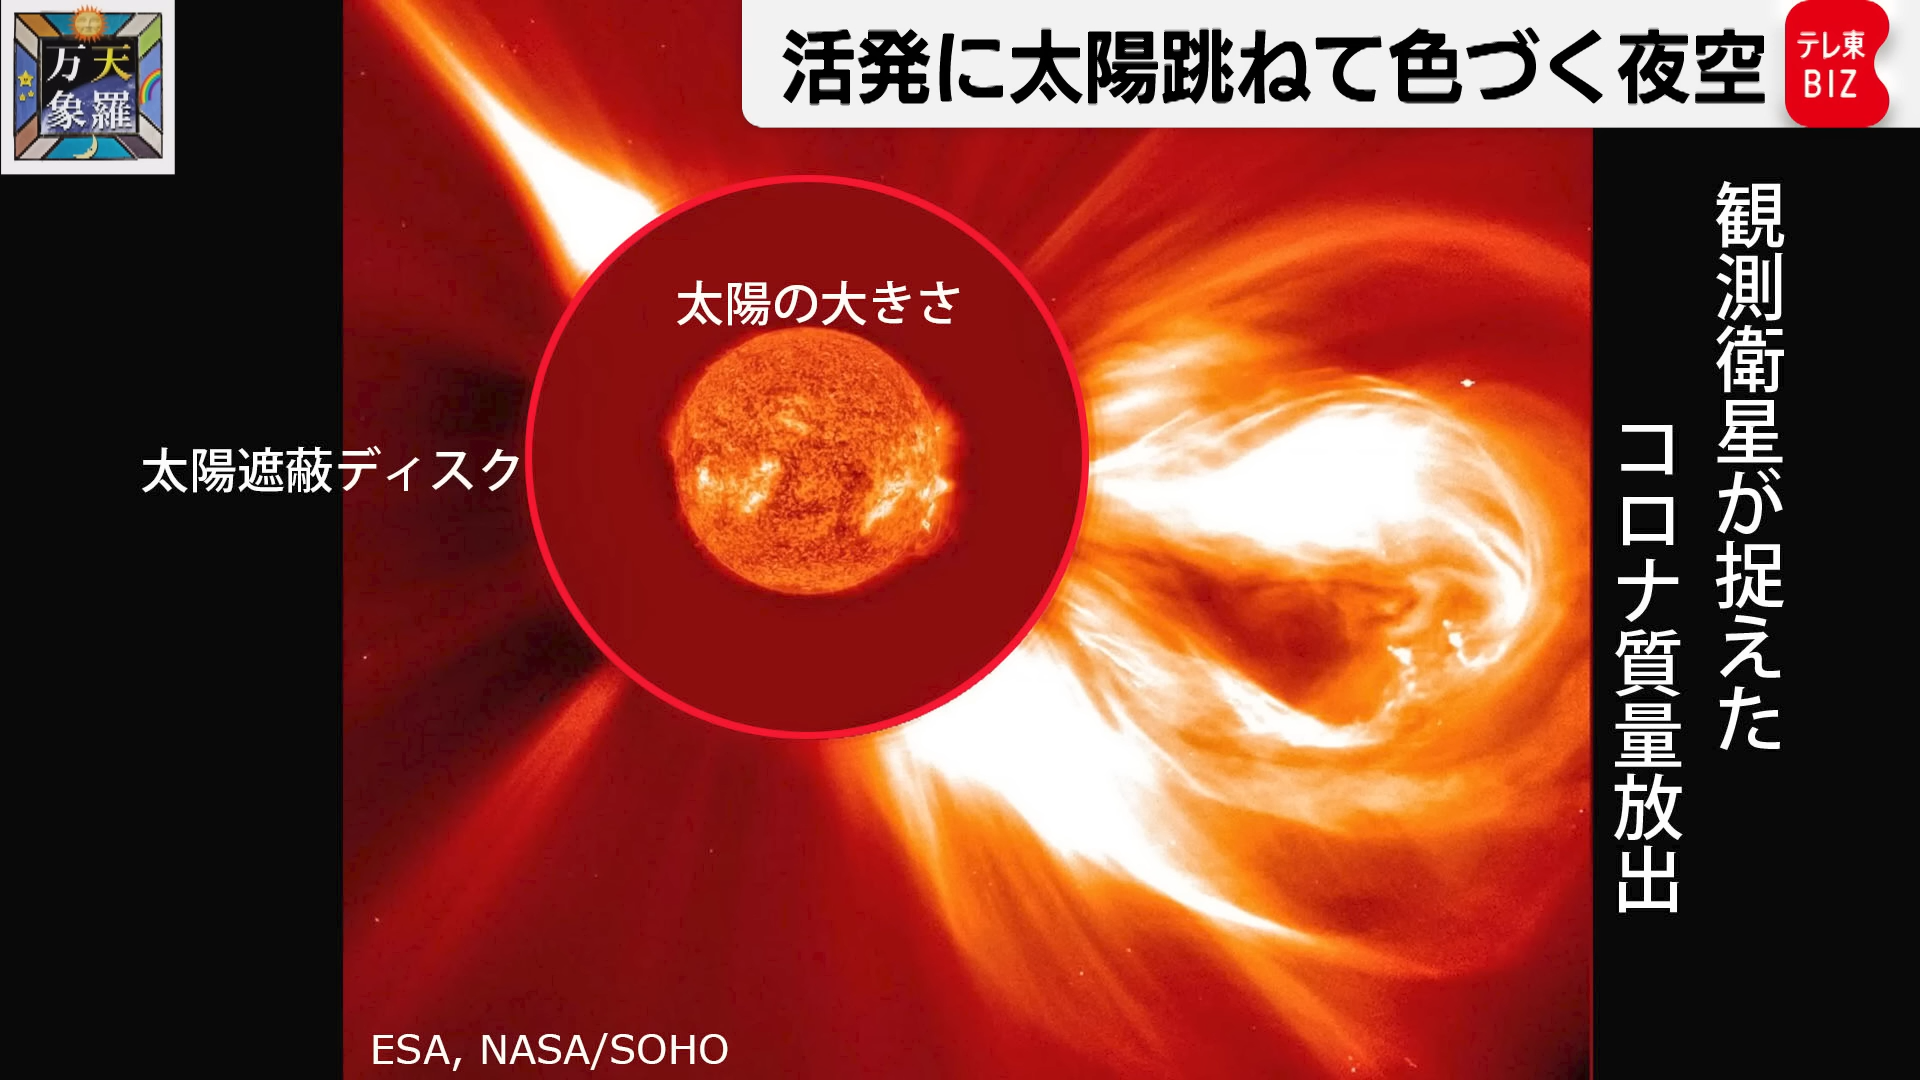 天羅
万象
活発に太陽跳ねて色づく夜空
テレ東
BIZ
観測衛星が捉えた
コロナ質量放出
太陽の大きさ
太陽遮蔽ディスク
ESA, NASA/SOHO